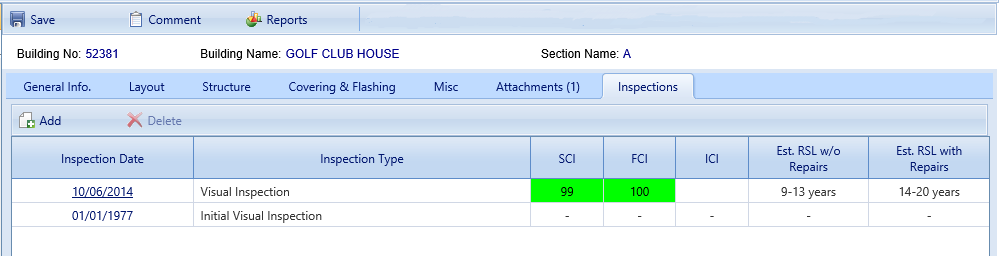 Save Comment Reports
Building No: 52381 Building Name: GOLF CLUB HOUSE Section Name: A
General Info. Layout Structure Covering & Flashing Misc Attachments (1) Inspections
Add Delete
Inspection Date Inspection Type SCI FCI ICI Est. RSL w/o Repairs Est. RSL with Repairs
10/06/2014 Visual Inspection 99 100 9-13 years 14-20 years
01/01/1977 Initial Visual Inspection - - - - -